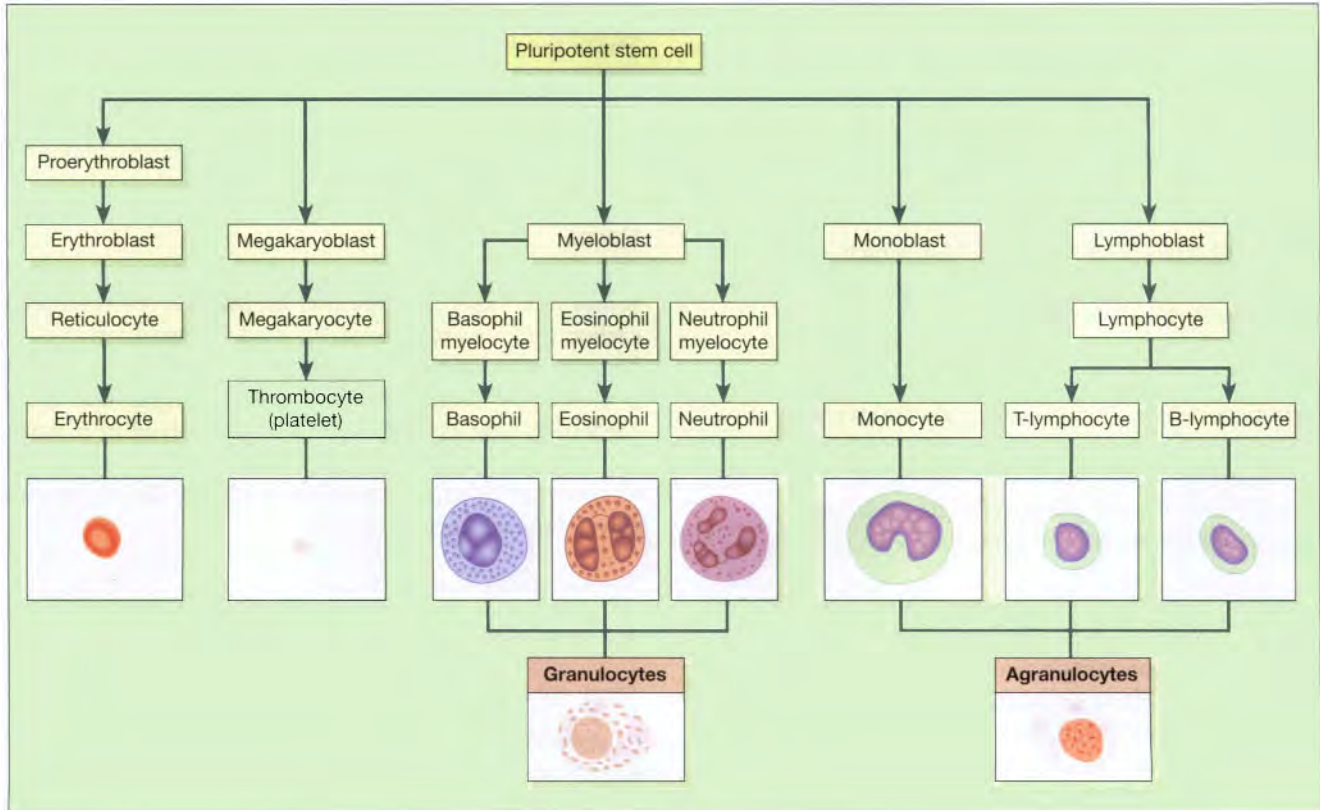 Pluripotent stem cell
Proerythroblast
Erythroblast
Megakaryoblast
Myeloblast
Monoblast
Lymphoblast
Reticulocyte
Megakaryocyte
Basophil
myelocyte
Eosinophil
myelocyte
Neutrophil
myelocyte
Lymphocyte
Erythrocyte
Thrombocyte
(platelet)
Basophil
Eosinophil
Neutrophil
Monocyte
T-lymphocyte
B-lymphocyte
Granulocytes
Agranulocytes